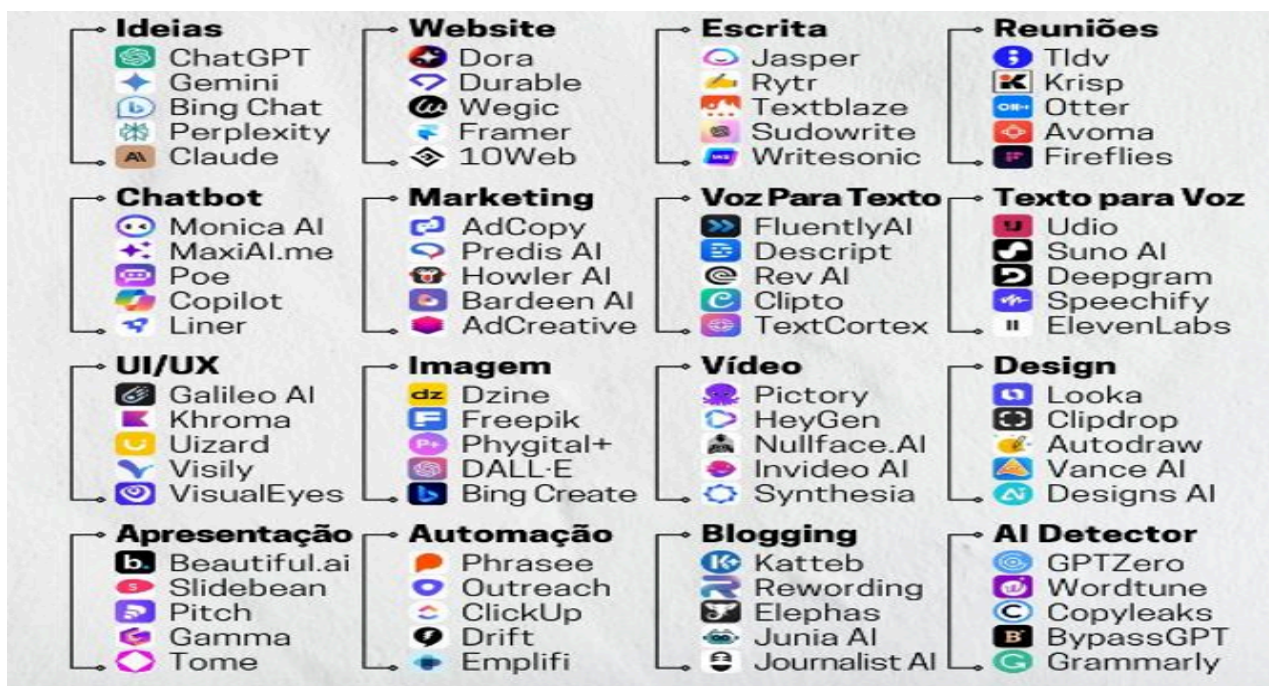 Ideias
ChatGPT
Gemini
Bing Chat
Perplexity
Claude
Website
Dora
Durable
Wegic
Framer
10Web
Escrita
Jasper
Rytr
Textblaze
Sudowrite
Writesonic
Reuniões
Tldv
Krisp
Otter
Avoma
Fireflies
Chatbot
Monica AI
MaxiAI.me
Poe
Copilot
Liner
Marketing
AdCopy
Predis AI
Howler AI
Bardeen AI
AdCreative
Voz Para Texto
FluentlyAI
Descript
Rev AI
Clipto
TextCortex
Texto para Voz
Udio
Suno AI
Deepgram
Speechify
ElevenLabs
UI/UX
Galileo AI
Khroma
Uizard
Visily
VisualEyes
Imagem
dz Dzine
Freepik
P+ Phygital+
DALL·E
Bing Create
Vídeo
Pictory
HeyGen
Nullface.AI
Invideo AI
Synthesia
Design
Looka
Clipdrop
Autodraw
Vance AI
Designs AI
Apresentação
b. Beautiful.ai
S Slidebean
Pitch
Gamma
Tome
Automação
Phrasee
Outreach
ClickUp
Drift
Emplifi
Blogging
K+ Katteb
Rewording
Elephas
Junia AI
Journalist AI
AI Detector
GPTZero
Wordtune
C Copyleaks
B BypassGPT
G Grammarly